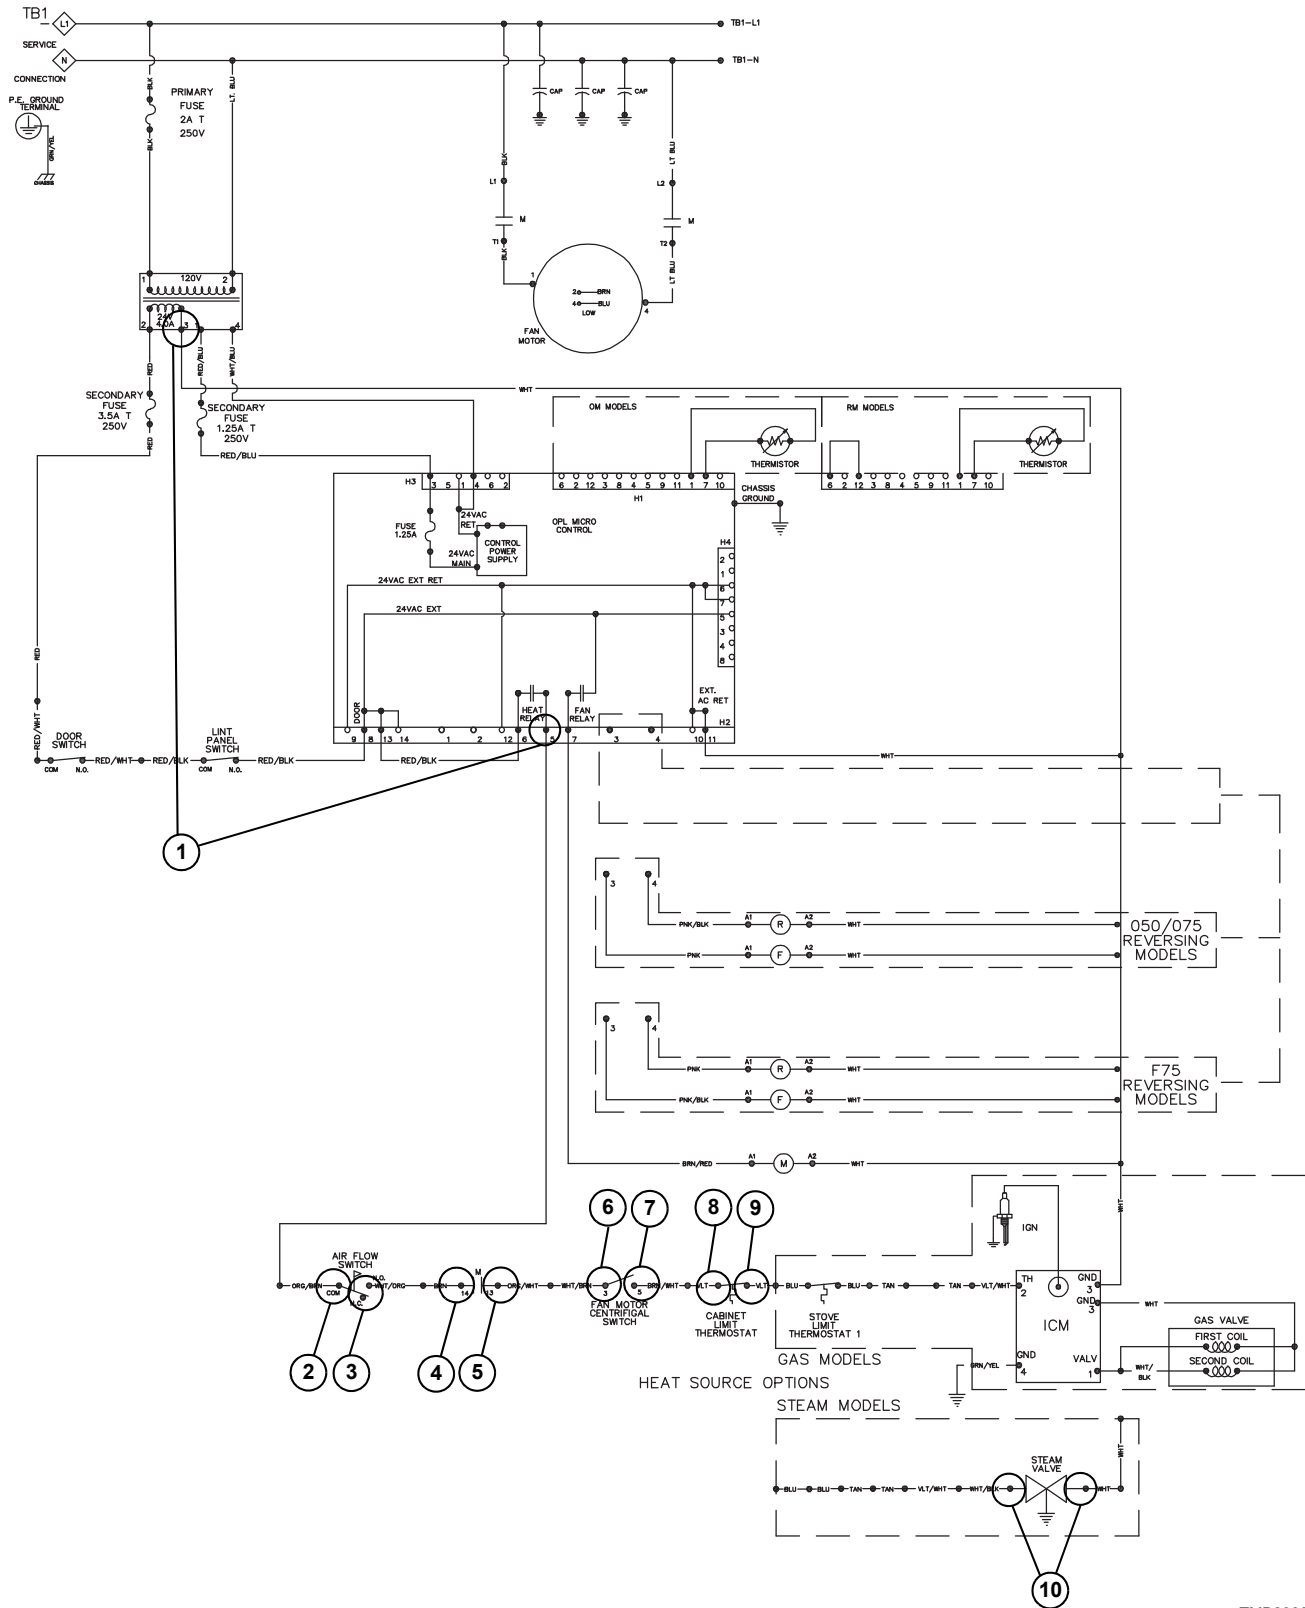 TB1
L1
TB1-L1
SERVICE
N
TB1-N
CONNECTION
P.E. GROUND
TERMINAL
GRN/YEL
CHASSIS
BLK
LT. BLU
PRIMARY
FUSE
2A T
250V
BLK
CAP
CAP
CAP
BLK
LT BLU
L1
L2
M
M
T1
T2
BLK
LT BLU
1
2 BRN
4 BLU
LOW
4
FAN
MOTOR
1 120V 2
24V
4.0A
2 3 1 4
RED
RED/BLU
WHT/BLU
WHT
SECONDARY
FUSE
3.5A T
250V
SECONDARY
FUSE
1.25A T
250V
RED
RED/BLU
OM MODELS
RM MODELS
THERMISTOR
THERMISTOR
H3
3 5 1 4 6 2
6 2 12 3 8 4 5 9 11 1 7 10
6 2 12 3 8 4 5 9 11 1 7 10
H1
CHASSIS
GROUND
24VAC
RET
FUSE
1.25A
OPL MICRO
CONTROL
CONTROL
POWER
SUPPLY
24VAC
MAIN
H4
2
1
6
7
5
3
4
8
24VAC EXT RET
24VAC EXT
DOOR
HEAT
RELAY
FAN
RELAY
EXT.
AC RET
H2
9 8 13 14 1 2 12 6 5 7 3 4 10 11
RED
RED/WHT
DOOR
SWITCH
COM N.O.
RED/WHT
RED/BLK
LINT
PANEL
SWITCH
COM N.O.
RED/BLK
RED/BLK
WHT
1
3 4
PNK/BLK A1 R A2 WHT
PNK A1 F A2 WHT
050/075
REVERSING
MODELS
3 4
PNK A1 R A2 WHT
PNK/BLK A1 F A2 WHT
F75
REVERSING
MODELS
BRN/RED A1 M A2 WHT
WHT
6 7 8 9
IGN
AIR FLOW
SWITCH
ORG/BRN COM N.O. N.C. WHT/ORG BRN 14 M 13 ORG/WHT WHT/BRN 3 5 BRN/WHT VLT VLT BLU BLU TAN TAN VLT/WHT
FAN MOTOR
CENTRIFIGAL
SWITCH
CABINET
LIMIT
THERMOSTAT
STOVE
LIMIT
THERMOSTAT 1
TH
2
GND
3
GND
3
ICM
GND
4
VALV
1
GRN/YEL
WHT
WHT/
BLK
GAS VALVE
FIRST COIL
SECOND COIL
2 3 4 5
GAS MODELS
HEAT SOURCE OPTIONS
STEAM MODELS
STEAM
VALVE
WHT
BLU BLU TAN TAN VLT/WHT WHT/BLK WHT
10